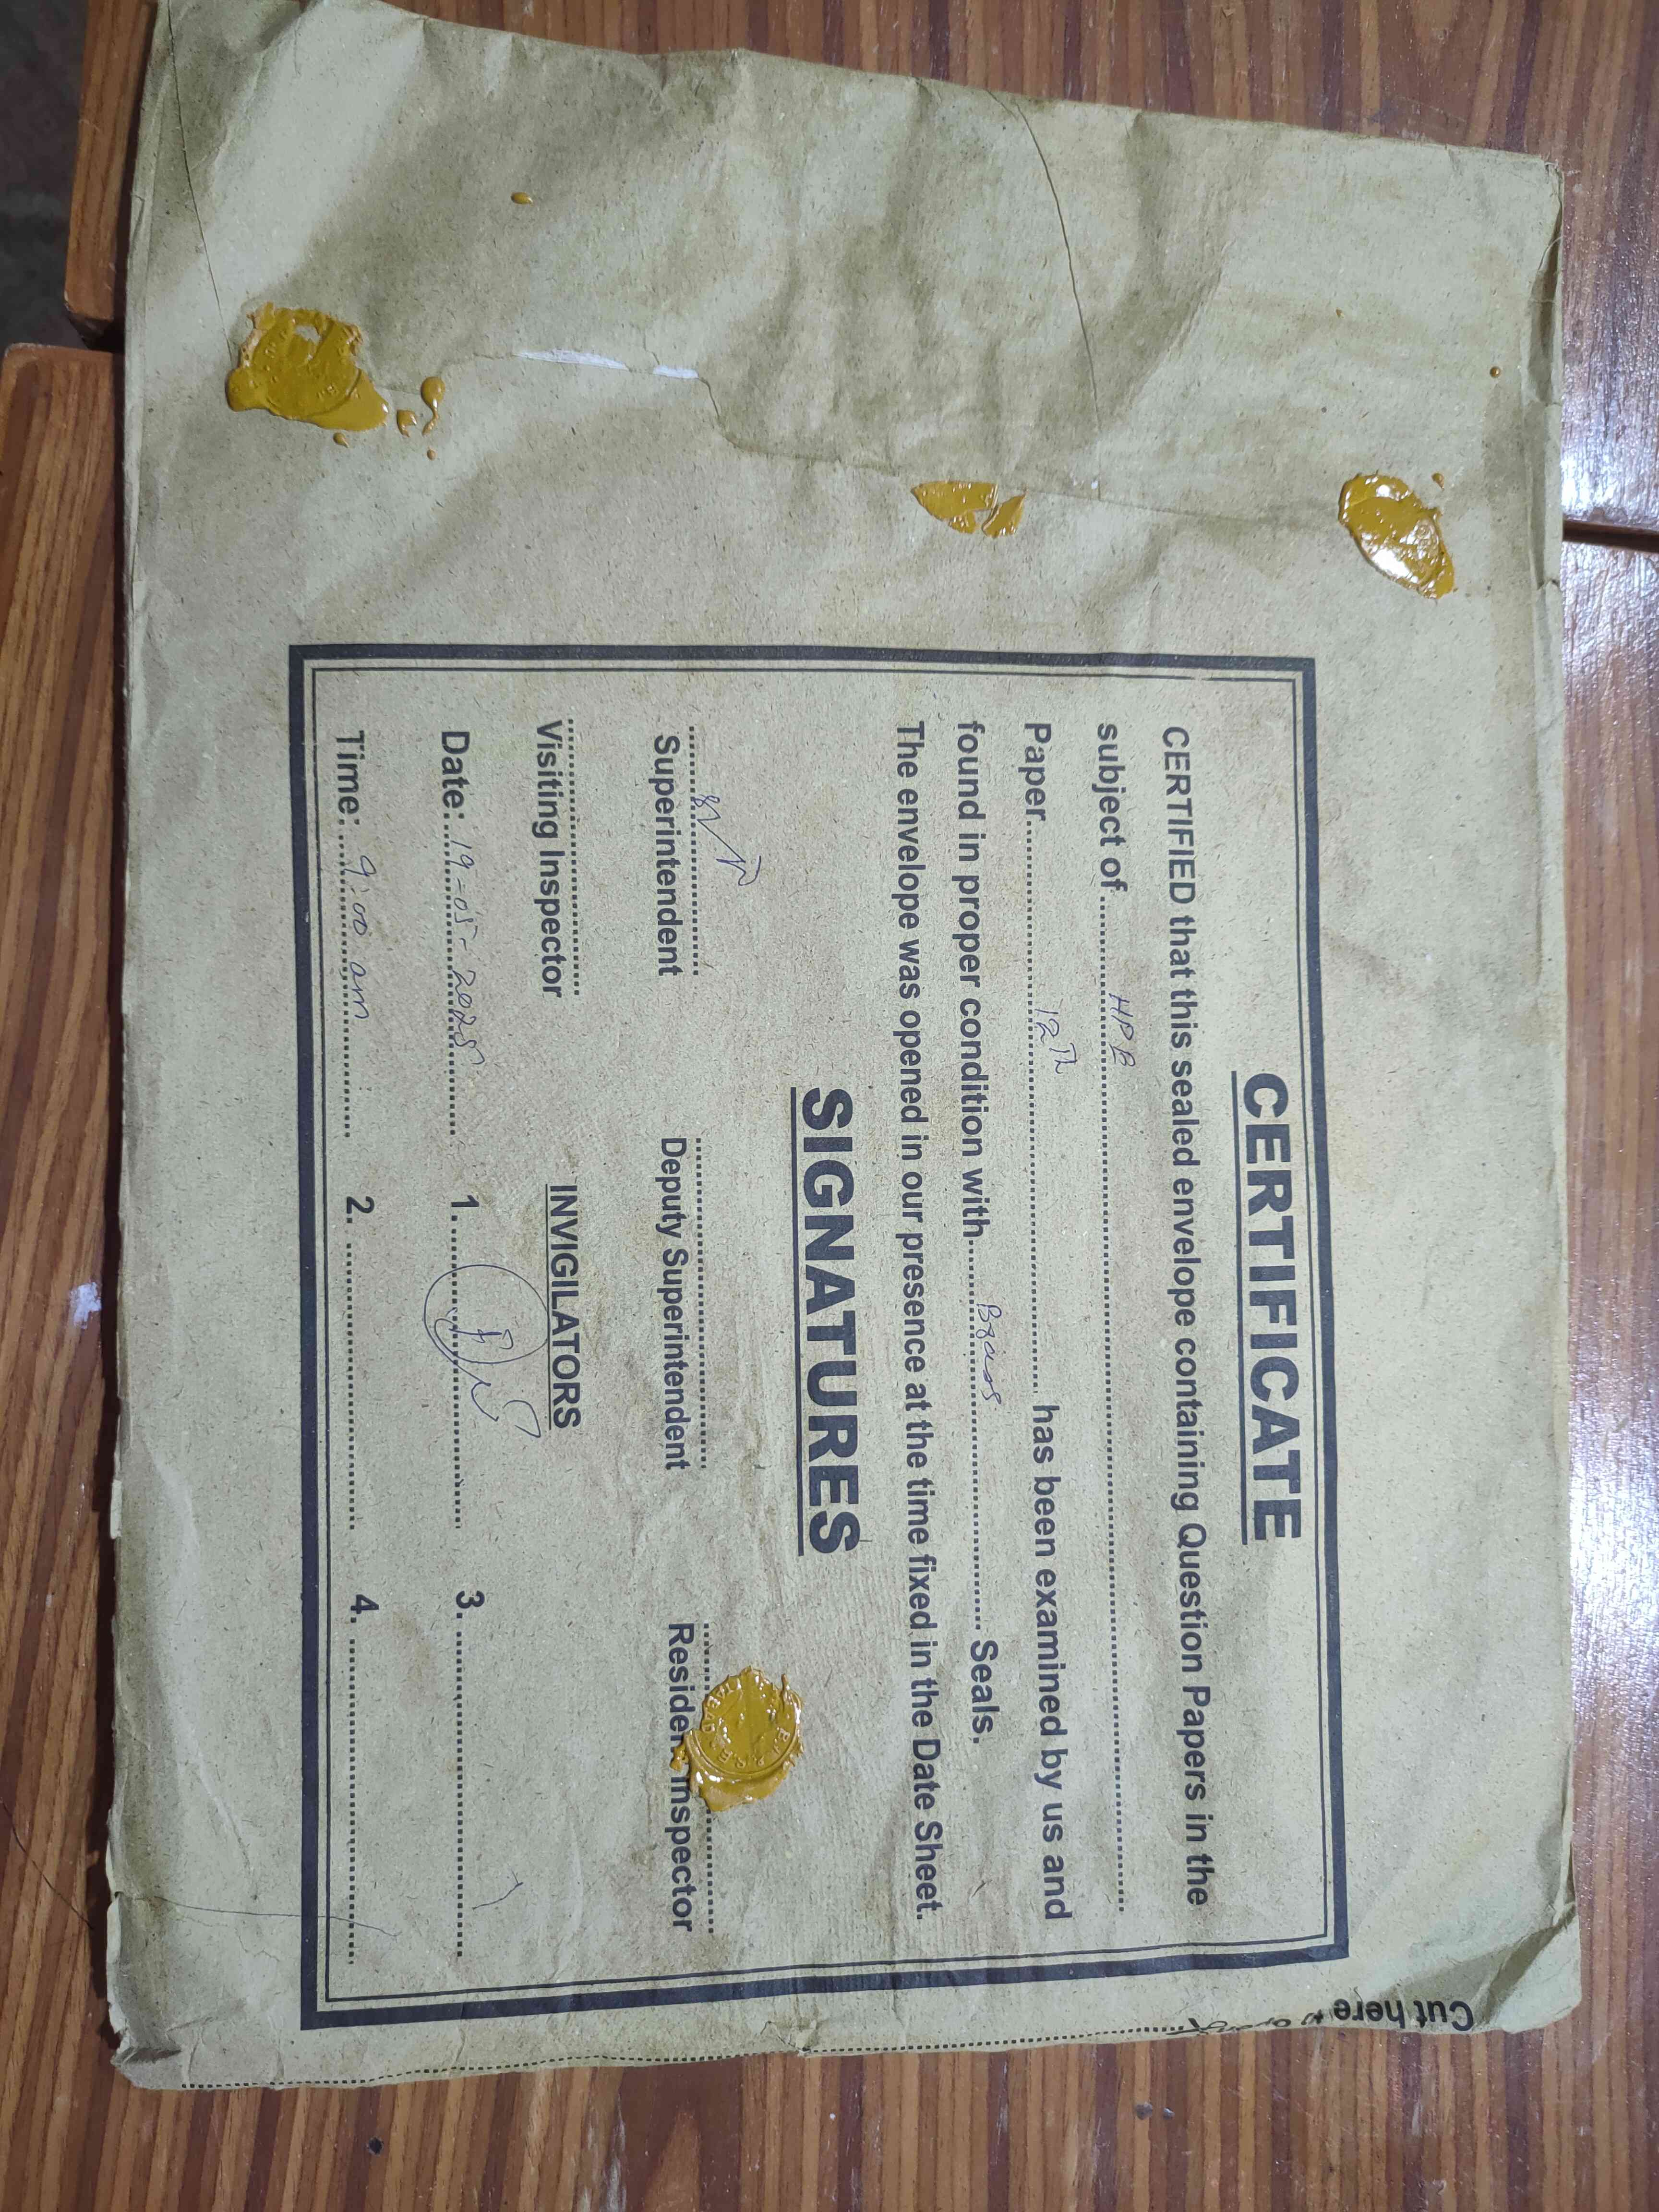 CERTIFICATE
CERTIFIED that this sealed envelope containing Question Papers in the
subject of HPE
Paper 12th has been examined by us and
found in proper condition with Brass Seals.
The envelope was opened in our presence at the time fixed in the Date Sheet.
SIGNATURES
Superintendent Deputy Superintendent Resident Inspector
Visiting Inspector INVIGILATORS
Date: 19-05-2025 1. 3.
Time: 9:00 am 2. 4.
Cut here to open